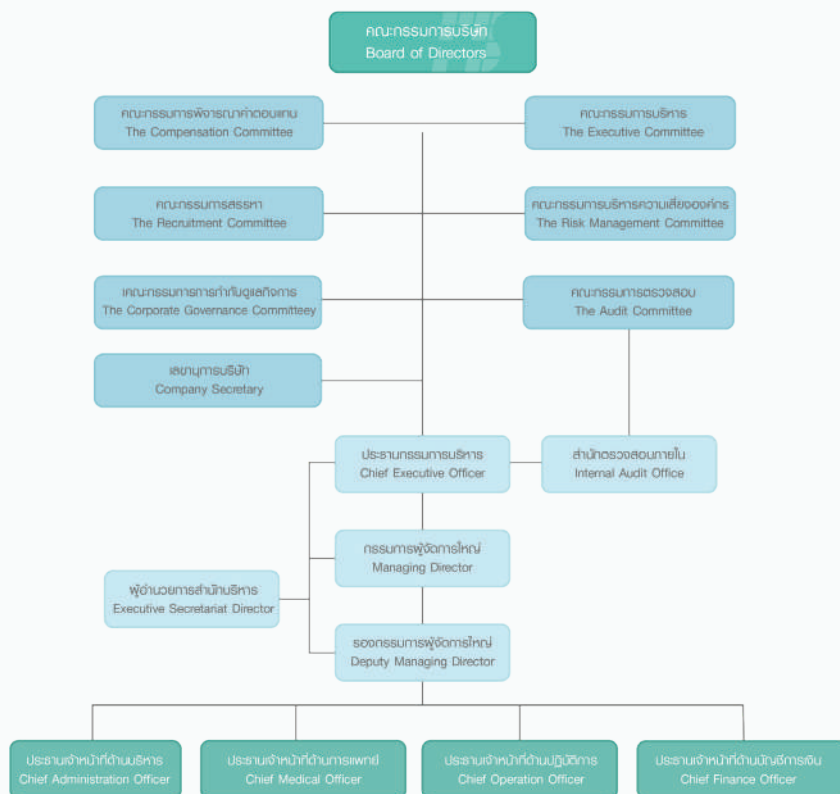 คณะกรรมการบริษัท
Board of Directors
คณะกรรมการพิจารณาค่าตอบแทน
The Compensation Committee
คณะกรรมการบริหาร
The Executive Committee
คณะกรรมการสรรหา
The Recruitment Committee
คณะกรรมการบริหารความเสี่ยงองค์กร
The Risk Management Committee
เคณะกรรมการการกำกับดูแลกิจการ
The Corporate Governance Committeey
คณะกรรมการตรวจสอบ
The Audit Committee
เลขานุการบริษัท
Company Secretary
ประธานกรรมการบริหาร
Chief Executive Officer
สำนักตรวจสอบภายใน
Internal Audit Office
กรรมการผู้จัดการใหญ่
Managing Director
ผู้อำนวยการสำนักบริหาร
Executive Secretariat Director
รองกรรมการผู้จัดการใหญ่
Deputy Managing Director
ประธานเจ้าหน้าที่ด้านบริหาร
Chief Administration Officer
ประธานเจ้าหน้าที่ด้านการแพทย์
Chief Medical Officer
ประธานเจ้าหน้าที่ด้านปฏิบัติการ
Chief Operation Officer
ประธานเจ้าหน้าที่ด้านบัญชีการเงิน
Chief Finance Officer